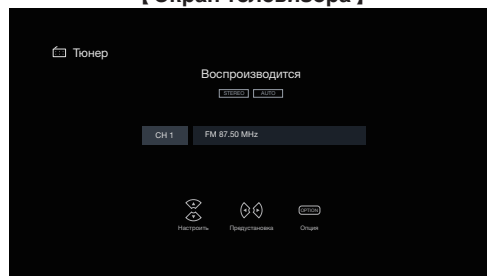 【Экран телевизора】
Тюнер
Воспроизводится
STEREO AUTO
CH 1 FM 87.50 MHz
OPTION
Настроить Предустановка Опция